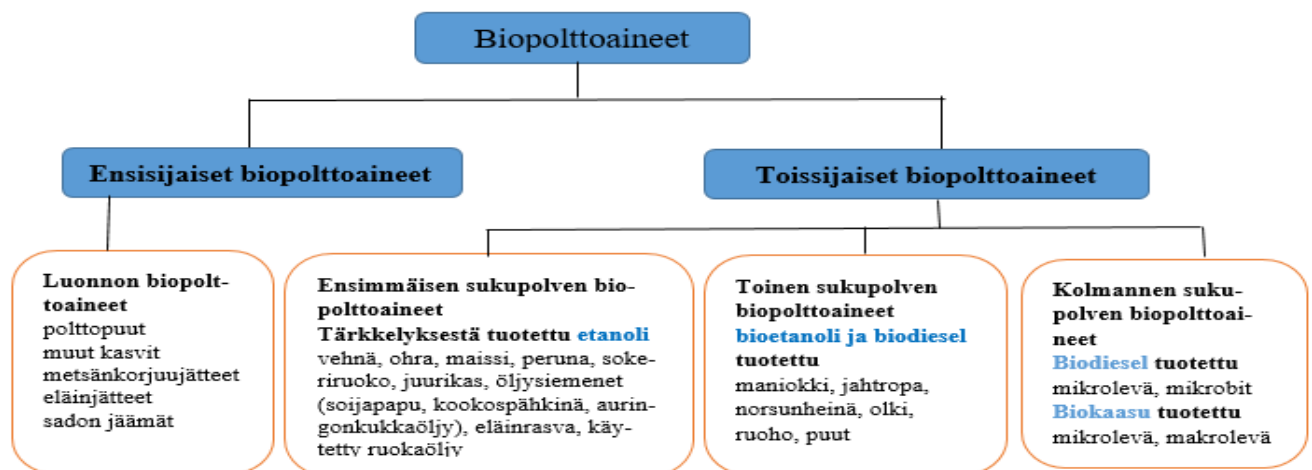 Biopolttoaineet
Ensisijaiset biopolttoaineet
Toissijaiset biopolttoaineet
Luonnon biopolt-
toaineet
polttopuut
muut kasvit
metsänkorjuujätteet
eläinjätteet
sadon jäämät
Ensimmäisen sukupolven bio-
polttoaineet
Tärkkelyksestä tuotettu etanoli
vehnä, ohra, maissi, peruna, soke-
riruoko, juurikas, öljysiemenet
(soijapapu, kookospähkinä, aurin-
gonkukkaöljy), eläinrasva, käy-
tetty ruokaöljy
Toinen sukupolven
biopolttoaineet
bioetanoli ja biodiesel
tuotettu
maniokki, jahtropa,
norsunheinä, olki,
ruoho, puut
Kolmannen suku-
polven biopolttoai-
neet
Biodiesel tuotettu
mikrolevä, mikrobit
Biokaasu tuotettu
mikrolevä, makrolevä